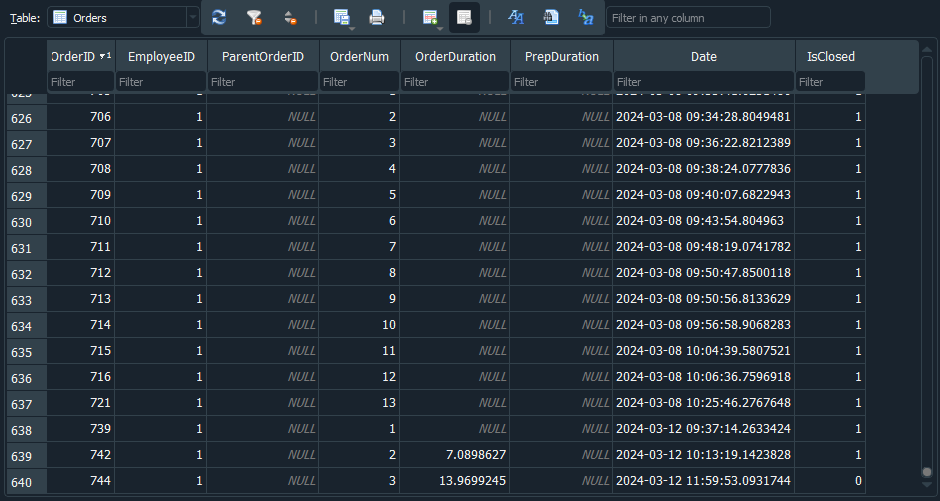 Table: Orders Filter in any column
OrderID 1 EmployeeID ParentOrderID OrderNum OrderDuration PrepDuration Date IsClosed
Filter Filter Filter Filter Filter Filter Filter Filter
626 706 1 NULL 2 NULL NULL 2024-03-08 09:34:28.8049481 1
627 707 1 NULL 3 NULL NULL 2024-03-08 09:36:22.8212389 1
628 708 1 NULL 4 NULL NULL 2024-03-08 09:38:24.0777836 1
629 709 1 NULL 5 NULL NULL 2024-03-08 09:40:07.6822943 1
630 710 1 NULL 6 NULL NULL 2024-03-08 09:43:54.804963 1
631 711 1 NULL 7 NULL NULL 2024-03-08 09:48:19.0741782 1
632 712 1 NULL 8 NULL NULL 2024-03-08 09:50:47.8500118 1
633 713 1 NULL 9 NULL NULL 2024-03-08 09:50:56.8133629 1
634 714 1 NULL 10 NULL NULL 2024-03-08 09:56:58.9068283 1
635 715 1 NULL 11 NULL NULL 2024-03-08 10:04:39.5807521 1
636 716 1 NULL 12 NULL NULL 2024-03-08 10:06:36.7596918 1
637 721 1 NULL 13 NULL NULL 2024-03-08 10:25:46.2767648 1
638 739 1 NULL 1 NULL NULL 2024-03-12 09:37:14.2633424 1
639 742 1 NULL 2 7.0898627 NULL 2024-03-12 10:13:19.1423828 1
640 744 1 NULL 3 13.9699245 NULL 2024-03-12 11:59:53.0931744 0